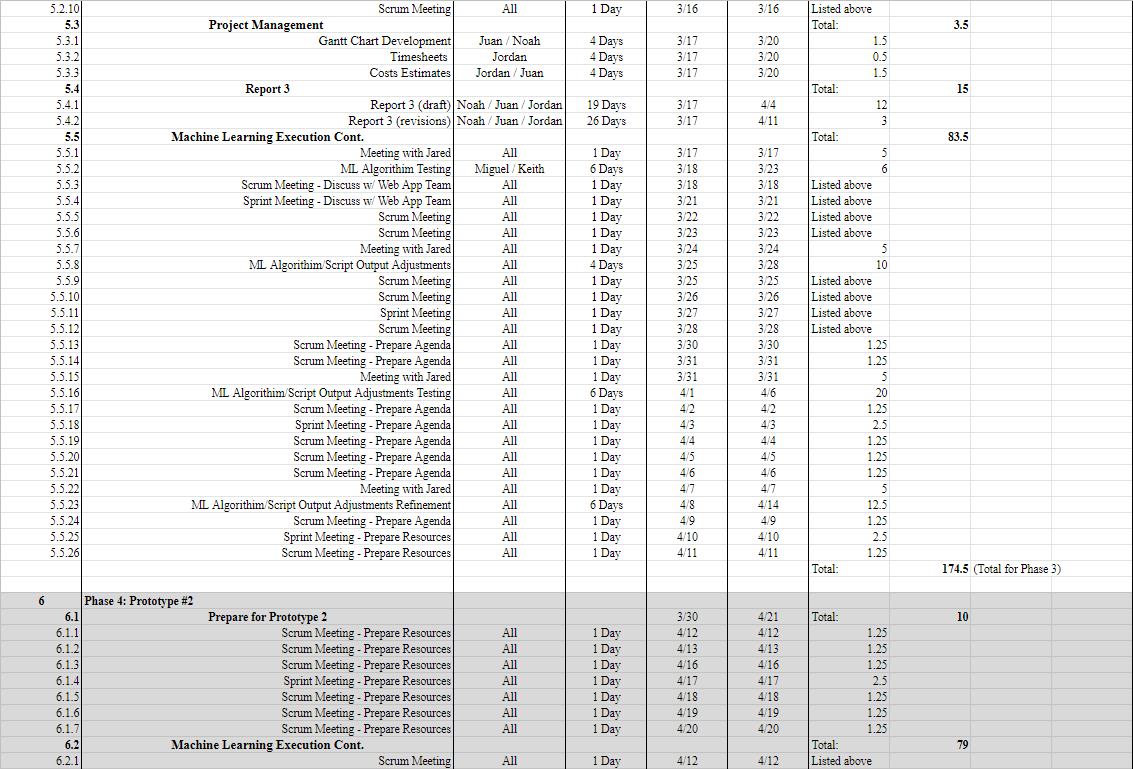 5.2.10 Scrum Meeting All 1 Day 3/16 3/16 Listed above
5.3 Project Management Total: 3.5
5.3.1 Gantt Chart Development Juan / Noah 4 Days 3/17 3/20 1.5
5.3.2 Timesheets Jordan 4 Days 3/17 3/20 0.5
5.3.3 Costs Estimates Jordan / Juan 4 Days 3/17 3/20 1.5
5.4 Report 3 Total: 15
5.4.1 Report 3 (draft) Noah / Juan / Jordan 19 Days 3/17 4/4 12
5.4.2 Report 3 (revisions) Noah / Juan / Jordan 26 Days 3/17 4/11 3
5.5 Machine Learning Execution Cont. Total: 83.5
5.5.1 Meeting with Jared All 1 Day 3/17 3/17 5
5.5.2 ML Algorithim Testing Miguel / Keith 6 Days 3/18 3/23 6
5.5.3 Scrum Meeting - Discuss w/ Web App Team All 1 Day 3/18 3/18 Listed above
5.5.4 Sprint Meeting - Discuss w/ Web App Team All 1 Day 3/21 3/21 Listed above
5.5.5 Scrum Meeting All 1 Day 3/22 3/22 Listed above
5.5.6 Scrum Meeting All 1 Day 3/23 3/23 Listed above
5.5.7 Meeting with Jared All 1 Day 3/24 3/24 5
5.5.8 ML Algorithim/Script Output Adjustments All 4 Days 3/25 3/28 10
5.5.9 Scrum Meeting All 1 Day 3/25 3/25 Listed above
5.5.10 Scrum Meeting All 1 Day 3/26 3/26 Listed above
5.5.11 Sprint Meeting All 1 Day 3/27 3/27 Listed above
5.5.12 Scrum Meeting All 1 Day 3/28 3/28 Listed above
5.5.13 Scrum Meeting - Prepare Agenda All 1 Day 3/30 3/30 1.25
5.5.14 Scrum Meeting - Prepare Agenda All 1 Day 3/31 3/31 1.25
5.5.15 Meeting with Jared All 1 Day 3/31 3/31 5
5.5.16 ML Algorithim/Script Output Adjustments Testing All 6 Days 4/1 4/6 20
5.5.17 Scrum Meeting - Prepare Agenda All 1 Day 4/2 4/2 1.25
5.5.18 Sprint Meeting - Prepare Agenda All 1 Day 4/3 4/3 2.5
5.5.19 Scrum Meeting - Prepare Agenda All 1 Day 4/4 4/4 1.25
5.5.20 Scrum Meeting - Prepare Agenda All 1 Day 4/5 4/5 1.25
5.5.21 Scrum Meeting - Prepare Agenda All 1 Day 4/6 4/6 1.25
5.5.22 Meeting with Jared All 1 Day 4/7 4/7 5
5.5.23 ML Algorithim/Script Output Adjustments Refinement All 6 Days 4/8 4/14 12.5
5.5.24 Scrum Meeting - Prepare Agenda All 1 Day 4/9 4/9 1.25
5.5.25 Sprint Meeting - Prepare Resources All 1 Day 4/10 4/10 2.5
5.5.26 Scrum Meeting - Prepare Resources All 1 Day 4/11 4/11 1.25
Total: 174.5 (Total for Phase 3)
6 Phase 4: Prototype #2
6.1 Prepare for Prototype 2 3/30 4/21 Total: 10
6.1.1 Scrum Meeting - Prepare Resources All 1 Day 4/12 4/12 1.25
6.1.2 Scrum Meeting - Prepare Resources All 1 Day 4/13 4/13 1.25
6.1.3 Scrum Meeting - Prepare Resources All 1 Day 4/16 4/16 1.25
6.1.4 Sprint Meeting - Prepare Resources All 1 Day 4/17 4/17 2.5
6.1.5 Scrum Meeting - Prepare Resources All 1 Day 4/18 4/18 1.25
6.1.6 Scrum Meeting - Prepare Resources All 1 Day 4/19 4/19 1.25
6.1.7 Scrum Meeting - Prepare Resources All 1 Day 4/20 4/20 1.25
6.2 Machine Learning Execution Cont. Total: 79
6.2.1 Scrum Meeting All 1 Day 4/12 4/12 Listed above